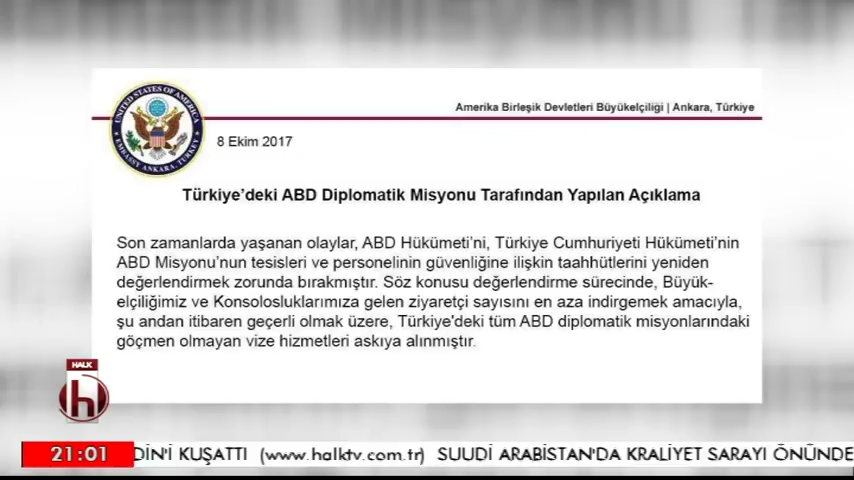 UNITED STATES OF AMERICA
EMBASSY ANKARA, TURKEY
Amerika Birleşik Devletleri Büyükelçiliği | Ankara, Türkiye
8 Ekim 2017
Türkiye'deki ABD Diplomatik Misyonu Tarafından Yapılan Açıklama
Son zamanlarda yaşanan olaylar, ABD Hükümeti'ni, Türkiye Cumhuriyeti Hükümeti'nin
ABD Misyonu'nun tesisleri ve personelinin güvenliğine ilişkin taahhütlerini yeniden
değerlendirmek zorunda bırakmıştır. Söz konusu değerlendirme sürecinde, Büyük-
elçiliğimiz ve Konsolosluklarımıza gelen ziyaretçi sayısını en aza indirgemek amacıyla,
şu andan itibaren geçerli olmak üzere, Türkiye'deki tüm ABD diplomatik misyonlarındaki
göçmen olmayan vize hizmetleri askıya alınmıştır.
HALK
h
21:01 DİN'İ KUŞATTI (www.halktv.com.tr) SUUDİ ARABİSTAN'DA KRALİYET SARAYI ÖNÜNDE